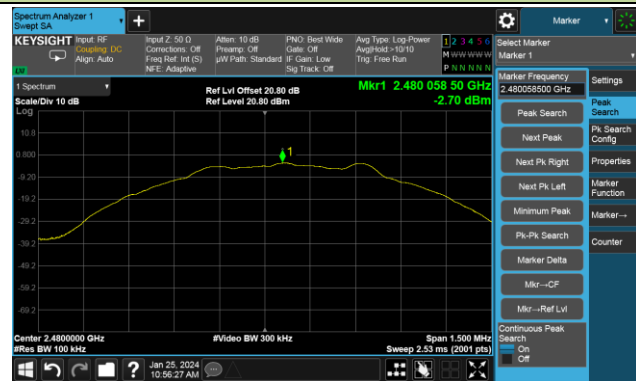 Spectrum Analyzer 1
Swept SA
Marker
KEYSIGHT
Input: RF
Coupling: DC
Align: Auto
Input Z: 50 Ω
Corrections: Off
Freq Ref: Int (S)
NFE: Adaptive
Atten: 10 dB
Preamp: Off
µW Path: Standard
PNO: Best Wide
Gate: Off
IF Gain: Low
Sig Track: Off
Avg Type: Log-Power
Avg|Hold >10/10
Trig: Free Run
1 2 3 4 5 6
M W W W W W
P N N N N N
Select Marker
Marker 1
1 Spectrum
Scale/Div 10 dB
Log
Ref Lvl Offset 20.80 dB
Ref Level 20.80 dBm
Mkr1 2.480 058 50 GHz
-2.70 dBm
10.8
0.800
-9.20
-19.2
-29.2
-39.2
-49.2
-59.2
-69.2
1
Center 2.4800000 GHz
#Res BW 100 kHz
#Video BW 300 kHz
Span 1.500 MHz
Sweep 2.53 ms (2001 pts)
Marker Frequency
2.480058500 GHz
Peak Search
Next Peak
Next Pk Right
Next Pk Left
Minimum Peak
Pk-Pk Search
Marker Delta
Mkr→CF
Mkr→Ref Lvl
Continuous Peak
Search
On
Off
Settings
Peak
Search
Pk Search
Config
Properties
Marker
Function
Marker→
Counter
Jan 25, 2024
10:56:27 AM